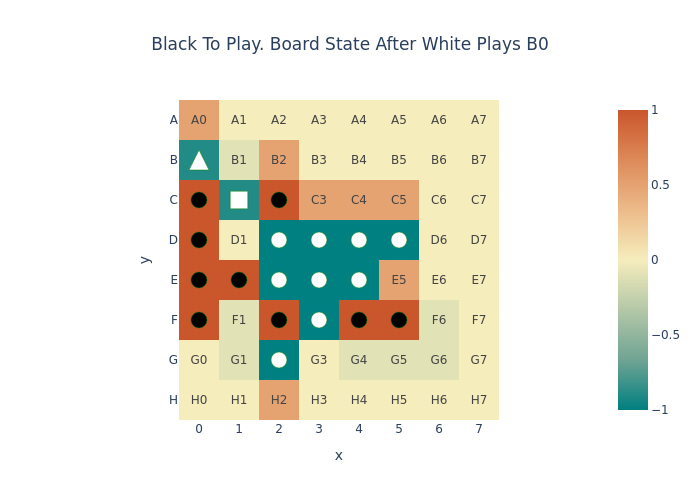 Black To Play. Board State After White Plays B0
A A0 A1 A2 A3 A4 A5 A6 A7
B B1 B2 B3 B4 B5 B6 B7
C C3 C4 C5 C6 C7
D D1 D6 D7
E E5 E6 E7
F F1 F6 F7
G G0 G1 G3 G4 G5 G6 G7
H H0 H1 H2 H3 H4 H5 H6 H7
0 1 2 3 4 5 6 7
x
y
1
0.5
0
−0.5
−1